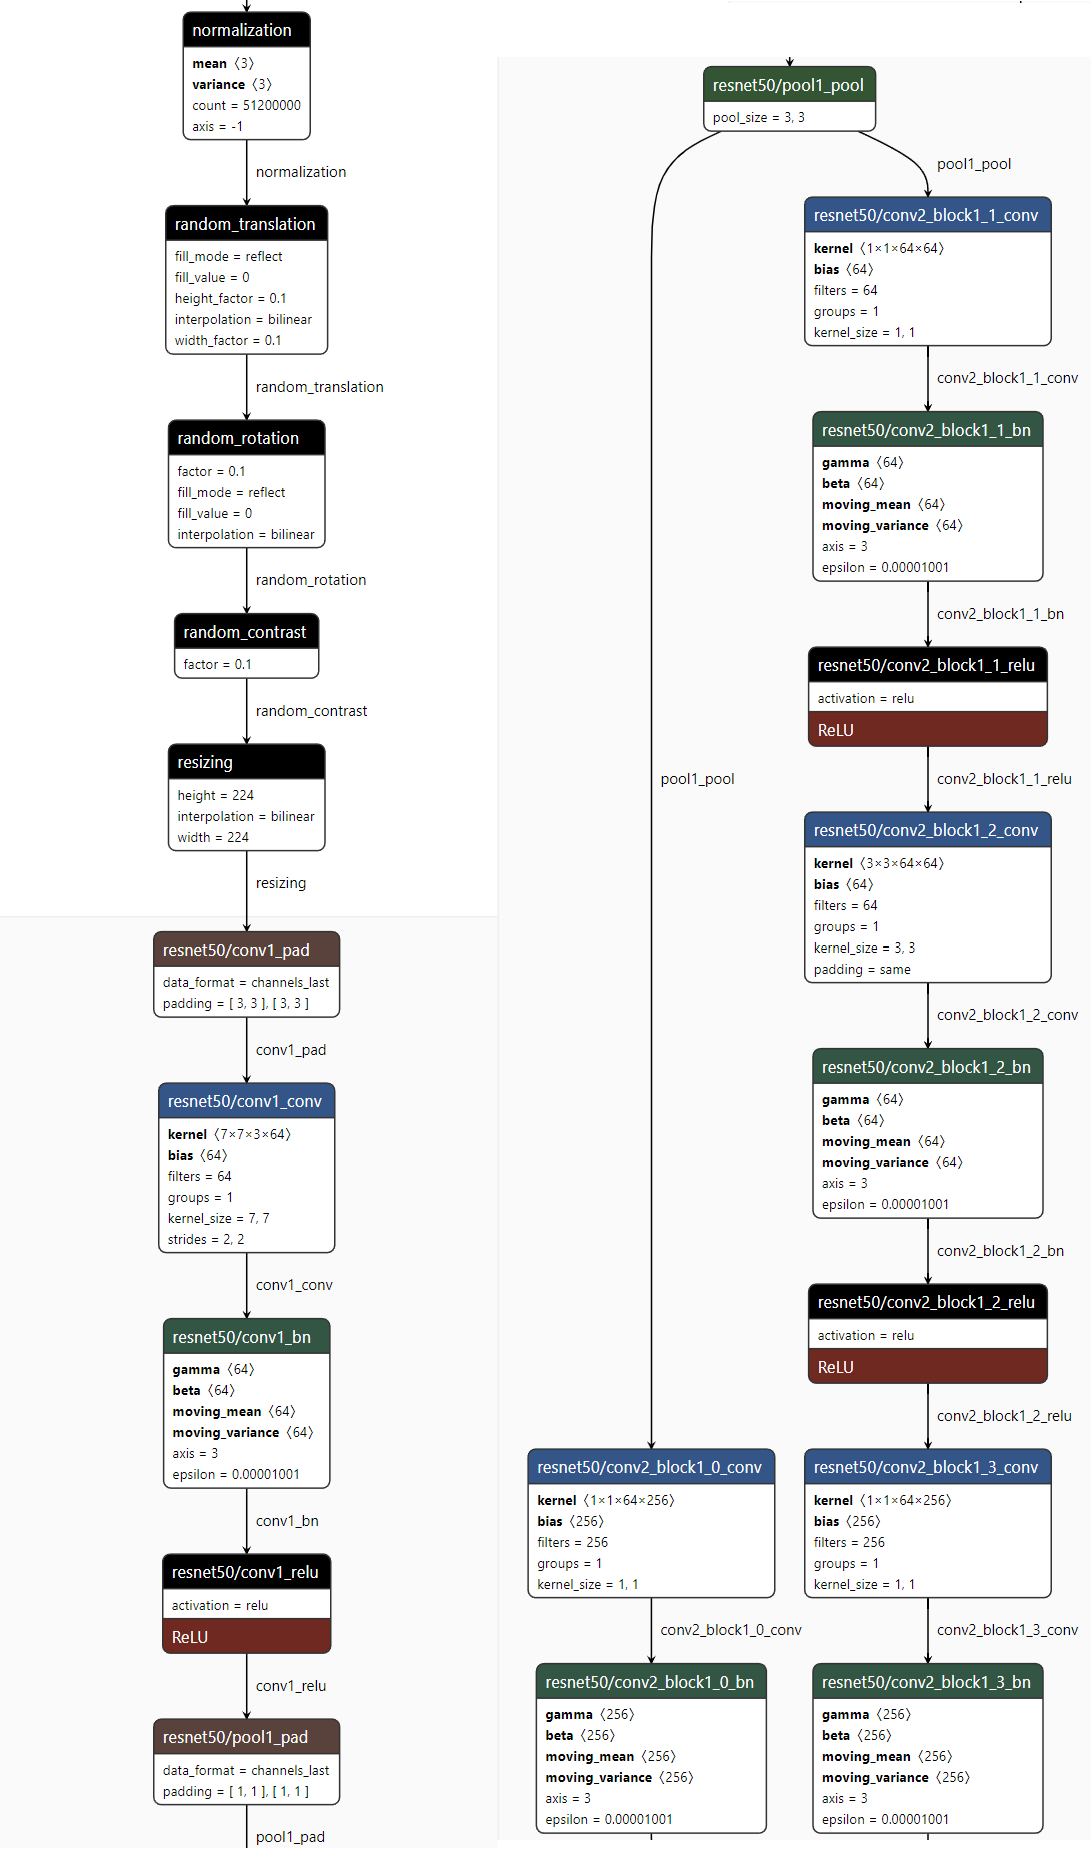 normalization
mean 〈3〉
variance 〈3〉
count = 51200000
axis = -1
normalization
random_translation
fill_mode = reflect
fill_value = 0
height_factor = 0.1
interpolation = bilinear
width_factor = 0.1
random_translation
random_rotation
factor = 0.1
fill_mode = reflect
fill_value = 0
interpolation = bilinear
random_rotation
random_contrast
factor = 0.1
random_contrast
resizing
height = 224
interpolation = bilinear
width = 224
resizing
resnet50/conv1_pad
data_format = channels_last
padding = [ 3, 3 ], [ 3, 3 ]
conv1_pad
resnet50/conv1_conv
kernel 〈7×7×3×64〉
bias 〈64〉
filters = 64
groups = 1
kernel_size = 7, 7
strides = 2, 2
conv1_conv
resnet50/conv1_bn
gamma 〈64〉
beta 〈64〉
moving_mean 〈64〉
moving_variance 〈64〉
axis = 3
epsilon = 0.00001001
conv1_bn
resnet50/conv1_relu
activation = relu
ReLU
conv1_relu
resnet50/pool1_pad
data_format = channels_last
padding = [ 1, 1 ], [ 1, 1 ]
pool1_pad
resnet50/pool1_pool
pool_size = 3, 3
pool1_pool
resnet50/conv2_block1_1_conv
kernel 〈1×1×64×64〉
bias 〈64〉
filters = 64
groups = 1
kernel_size = 1, 1
conv2_block1_1_conv
resnet50/conv2_block1_1_bn
gamma 〈64〉
beta 〈64〉
moving_mean 〈64〉
moving_variance 〈64〉
axis = 3
epsilon = 0.00001001
conv2_block1_1_bn
resnet50/conv2_block1_1_relu
activation = relu
ReLU
pool1_pool
conv2_block1_1_relu
resnet50/conv2_block1_2_conv
kernel 〈3×3×64×64〉
bias 〈64〉
filters = 64
groups = 1
kernel_size = 3, 3
padding = same
conv2_block1_2_conv
resnet50/conv2_block1_2_bn
gamma 〈64〉
beta 〈64〉
moving_mean 〈64〉
moving_variance 〈64〉
axis = 3
epsilon = 0.00001001
conv2_block1_2_bn
resnet50/conv2_block1_2_relu
activation = relu
ReLU
conv2_block1_2_relu
resnet50/conv2_block1_0_conv
kernel 〈1×1×64×256〉
bias 〈256〉
filters = 256
groups = 1
kernel_size = 1, 1
conv2_block1_0_conv
resnet50/conv2_block1_0_bn
gamma 〈256〉
beta 〈256〉
moving_mean 〈256〉
moving_variance 〈256〉
axis = 3
epsilon = 0.00001001
resnet50/conv2_block1_3_conv
kernel 〈1×1×64×256〉
bias 〈256〉
filters = 256
groups = 1
kernel_size = 1, 1
conv2_block1_3_conv
resnet50/conv2_block1_3_bn
gamma 〈256〉
beta 〈256〉
moving_mean 〈256〉
moving_variance 〈256〉
axis = 3
epsilon = 0.00001001